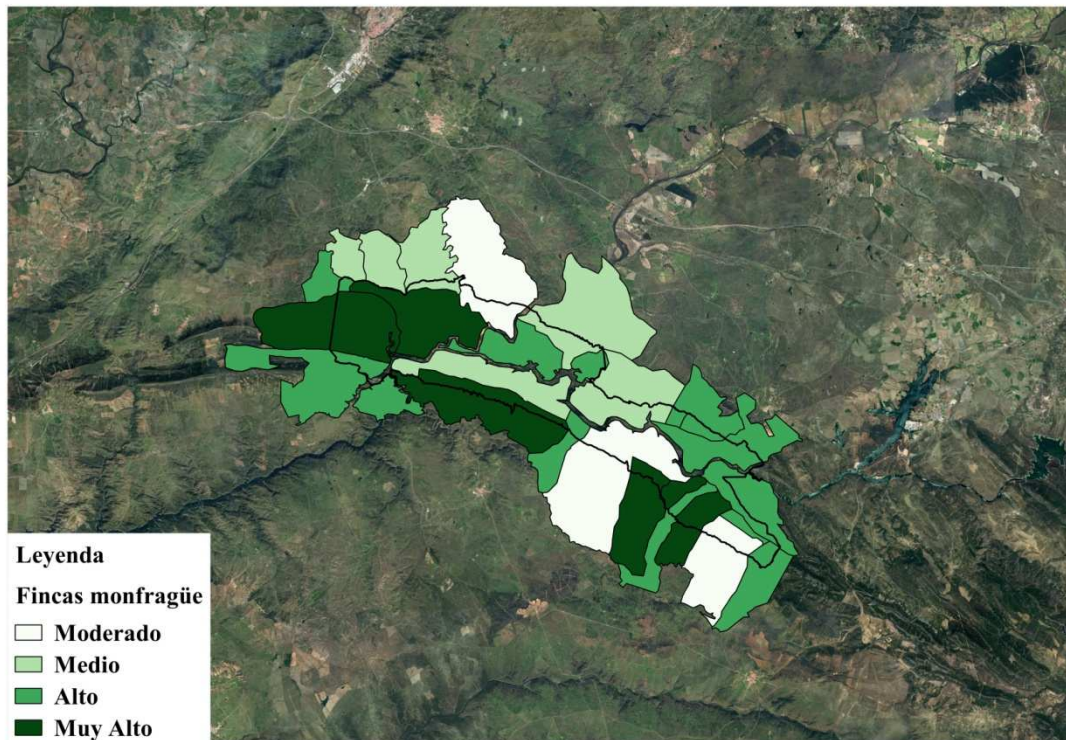 Leyenda
Fincas monfragüe
Moderado
Medio
Alto
Muy Alto